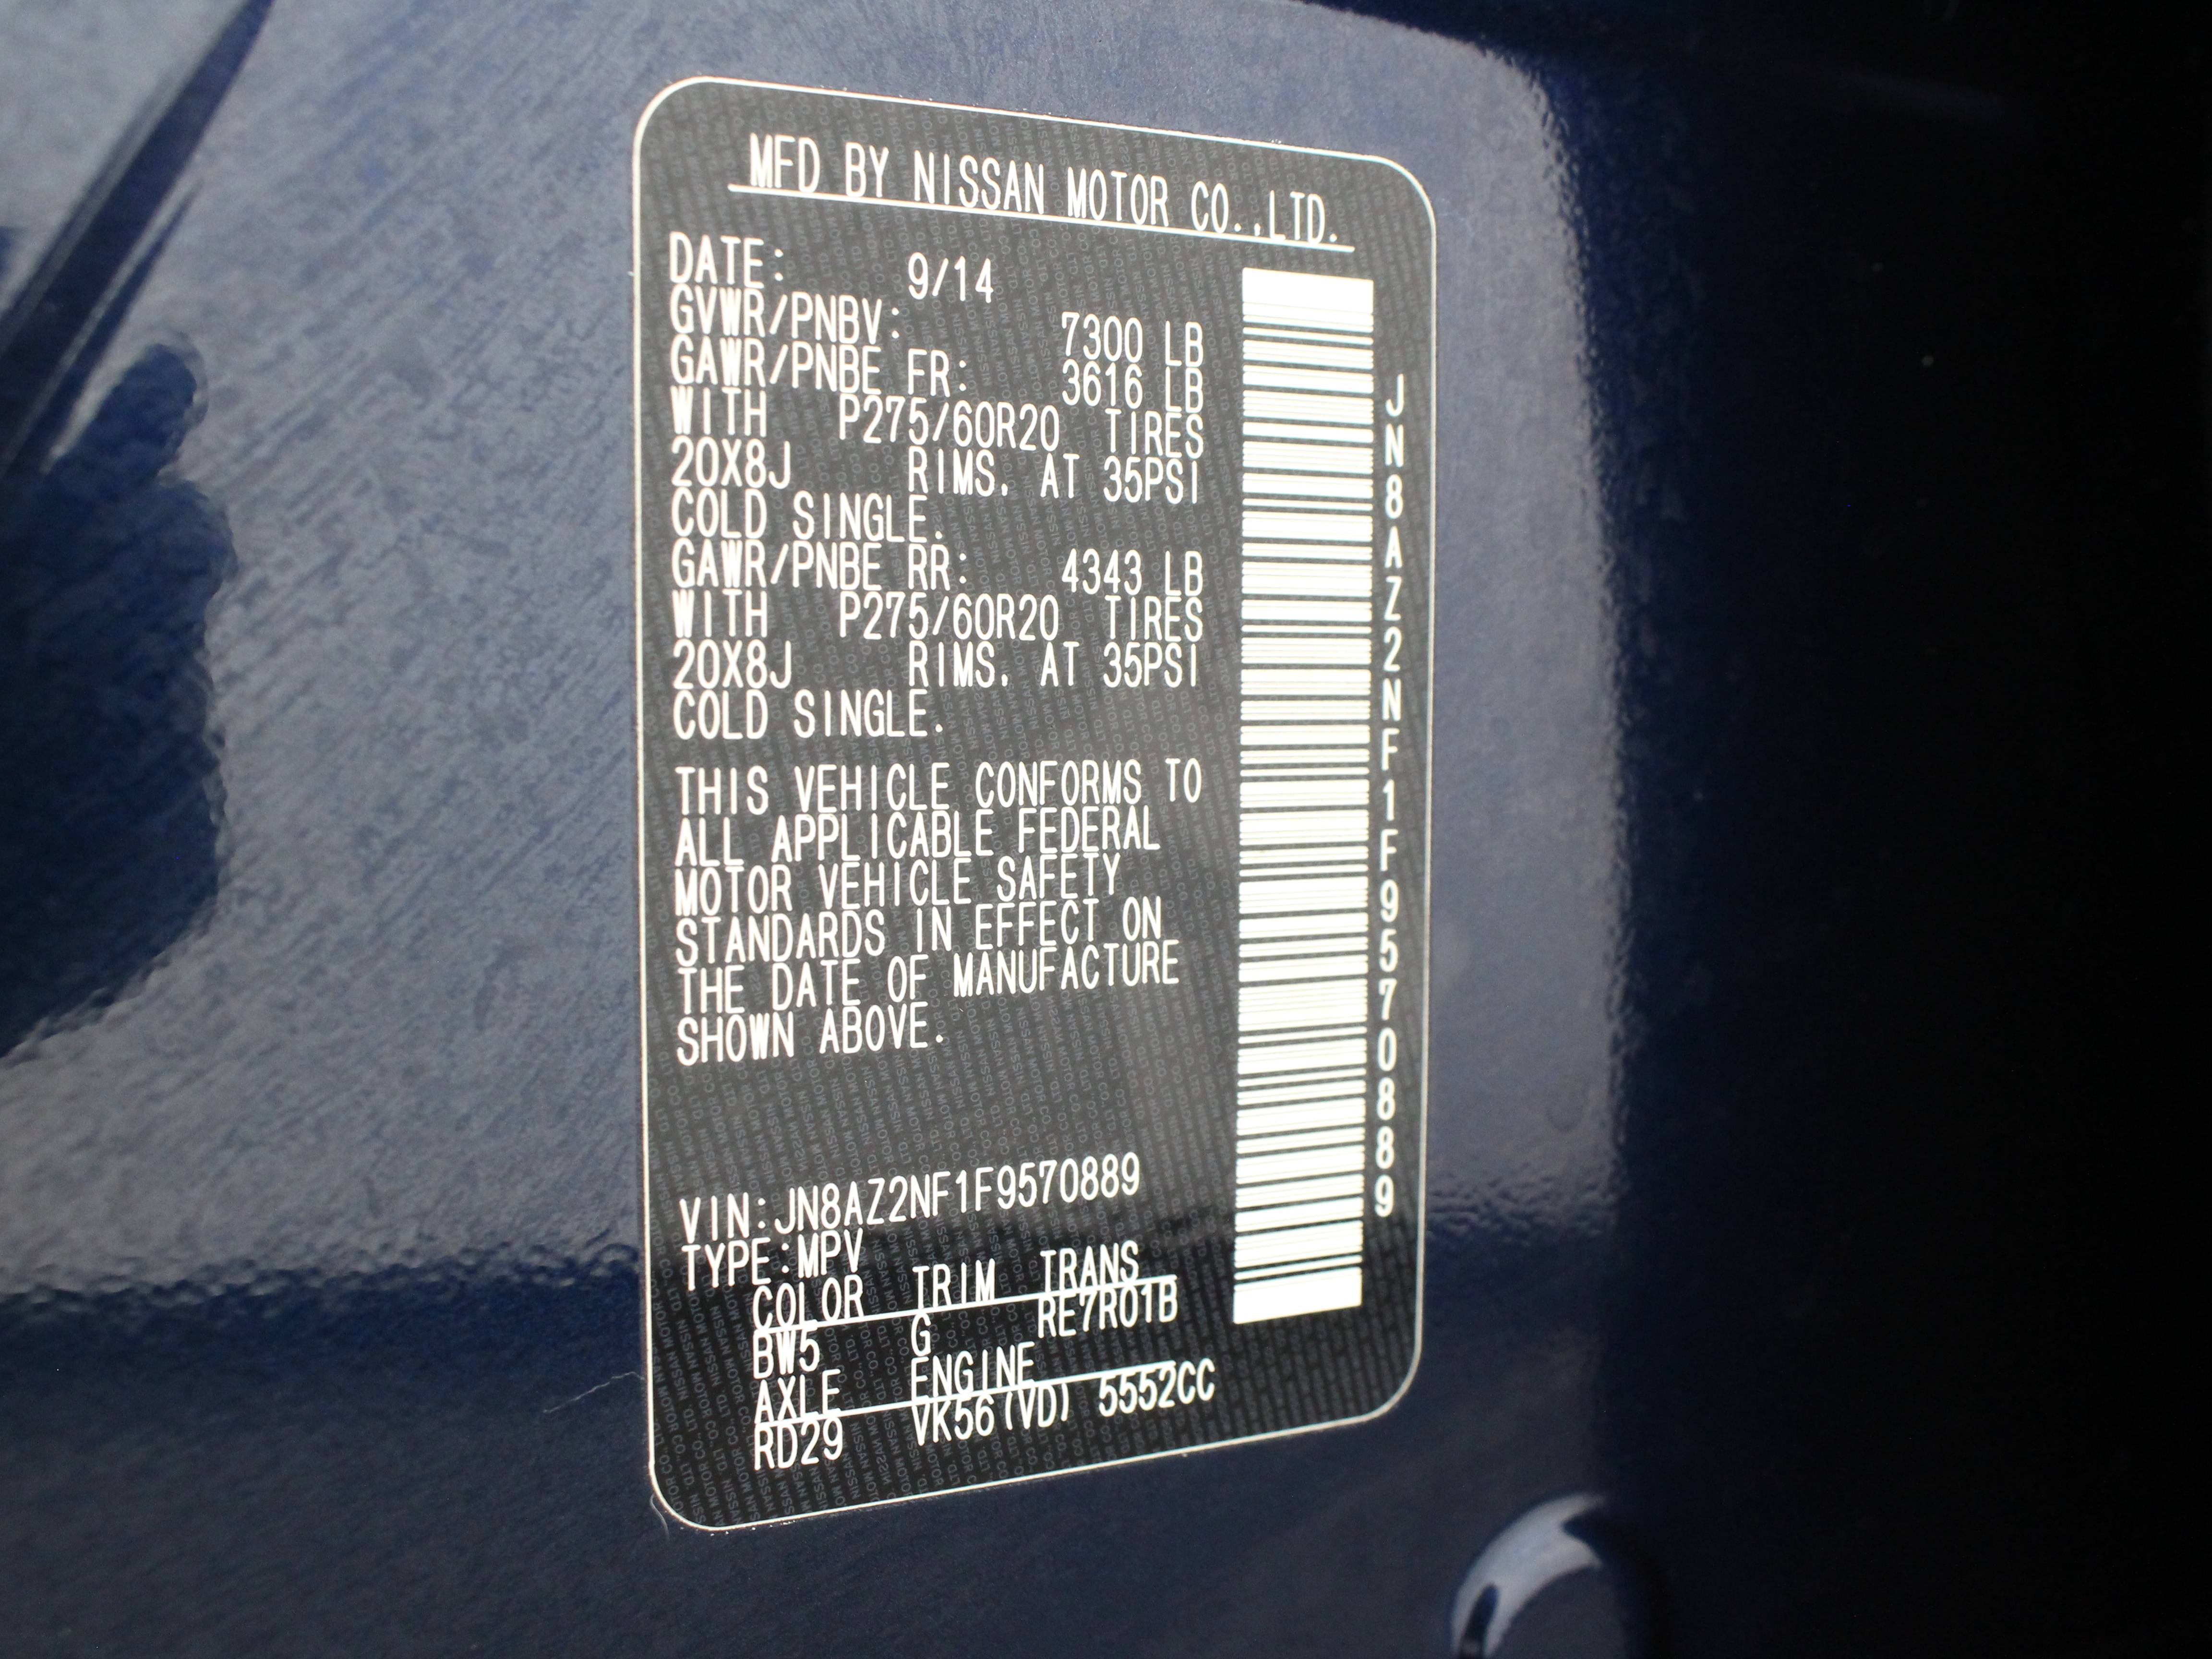 MFD BY NISSAN MOTOR CO.,LTD.
DATE: 9/14
GVWR/PNBV: 7300 LB
GAWR/PNBE FR: 3616 LB
WITH P275/60R20 TIRES
20X8J RIMS. AT 35PSI
COLD SINGLE.
GAWR/PNBE RR: 4343 LB
WITH P275/60R20 TIRES
20X8J RIMS. AT 35PSI
COLD SINGLE.
THIS VEHICLE CONFORMS TO
ALL APPLICABLE FEDERAL
MOTOR VEHICLE SAFETY
STANDARDS IN EFFECT ON
THE DATE OF MANUFACTURE
SHOWN ABOVE.
VIN:JN8AZ2NF1F9570889
TYPE:MPV
COLOR TRIM TRANS
BW5 G RE7R01B
AXLE ENGINE
RD29 VK56(VD) 5552CC
JN8AZ2NF1F9570889